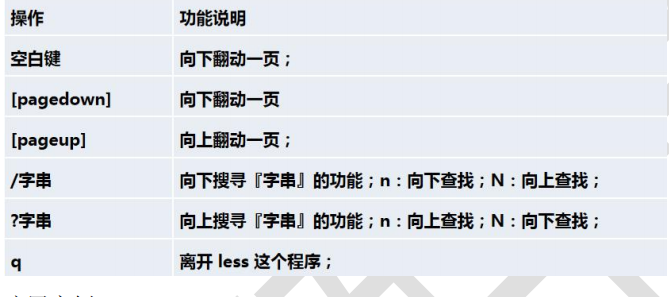 操作 功能说明
空白键 向下翻动一页；
[pagedown] 向下翻动一页
[pageup] 向上翻动一页；
/字串 向下搜寻『字串』的功能；n：向下查找；N：向上查找；
?字串 向上搜寻『字串』的功能；n：向上查找；N：向下查找；
q 离开 less 这个程序；